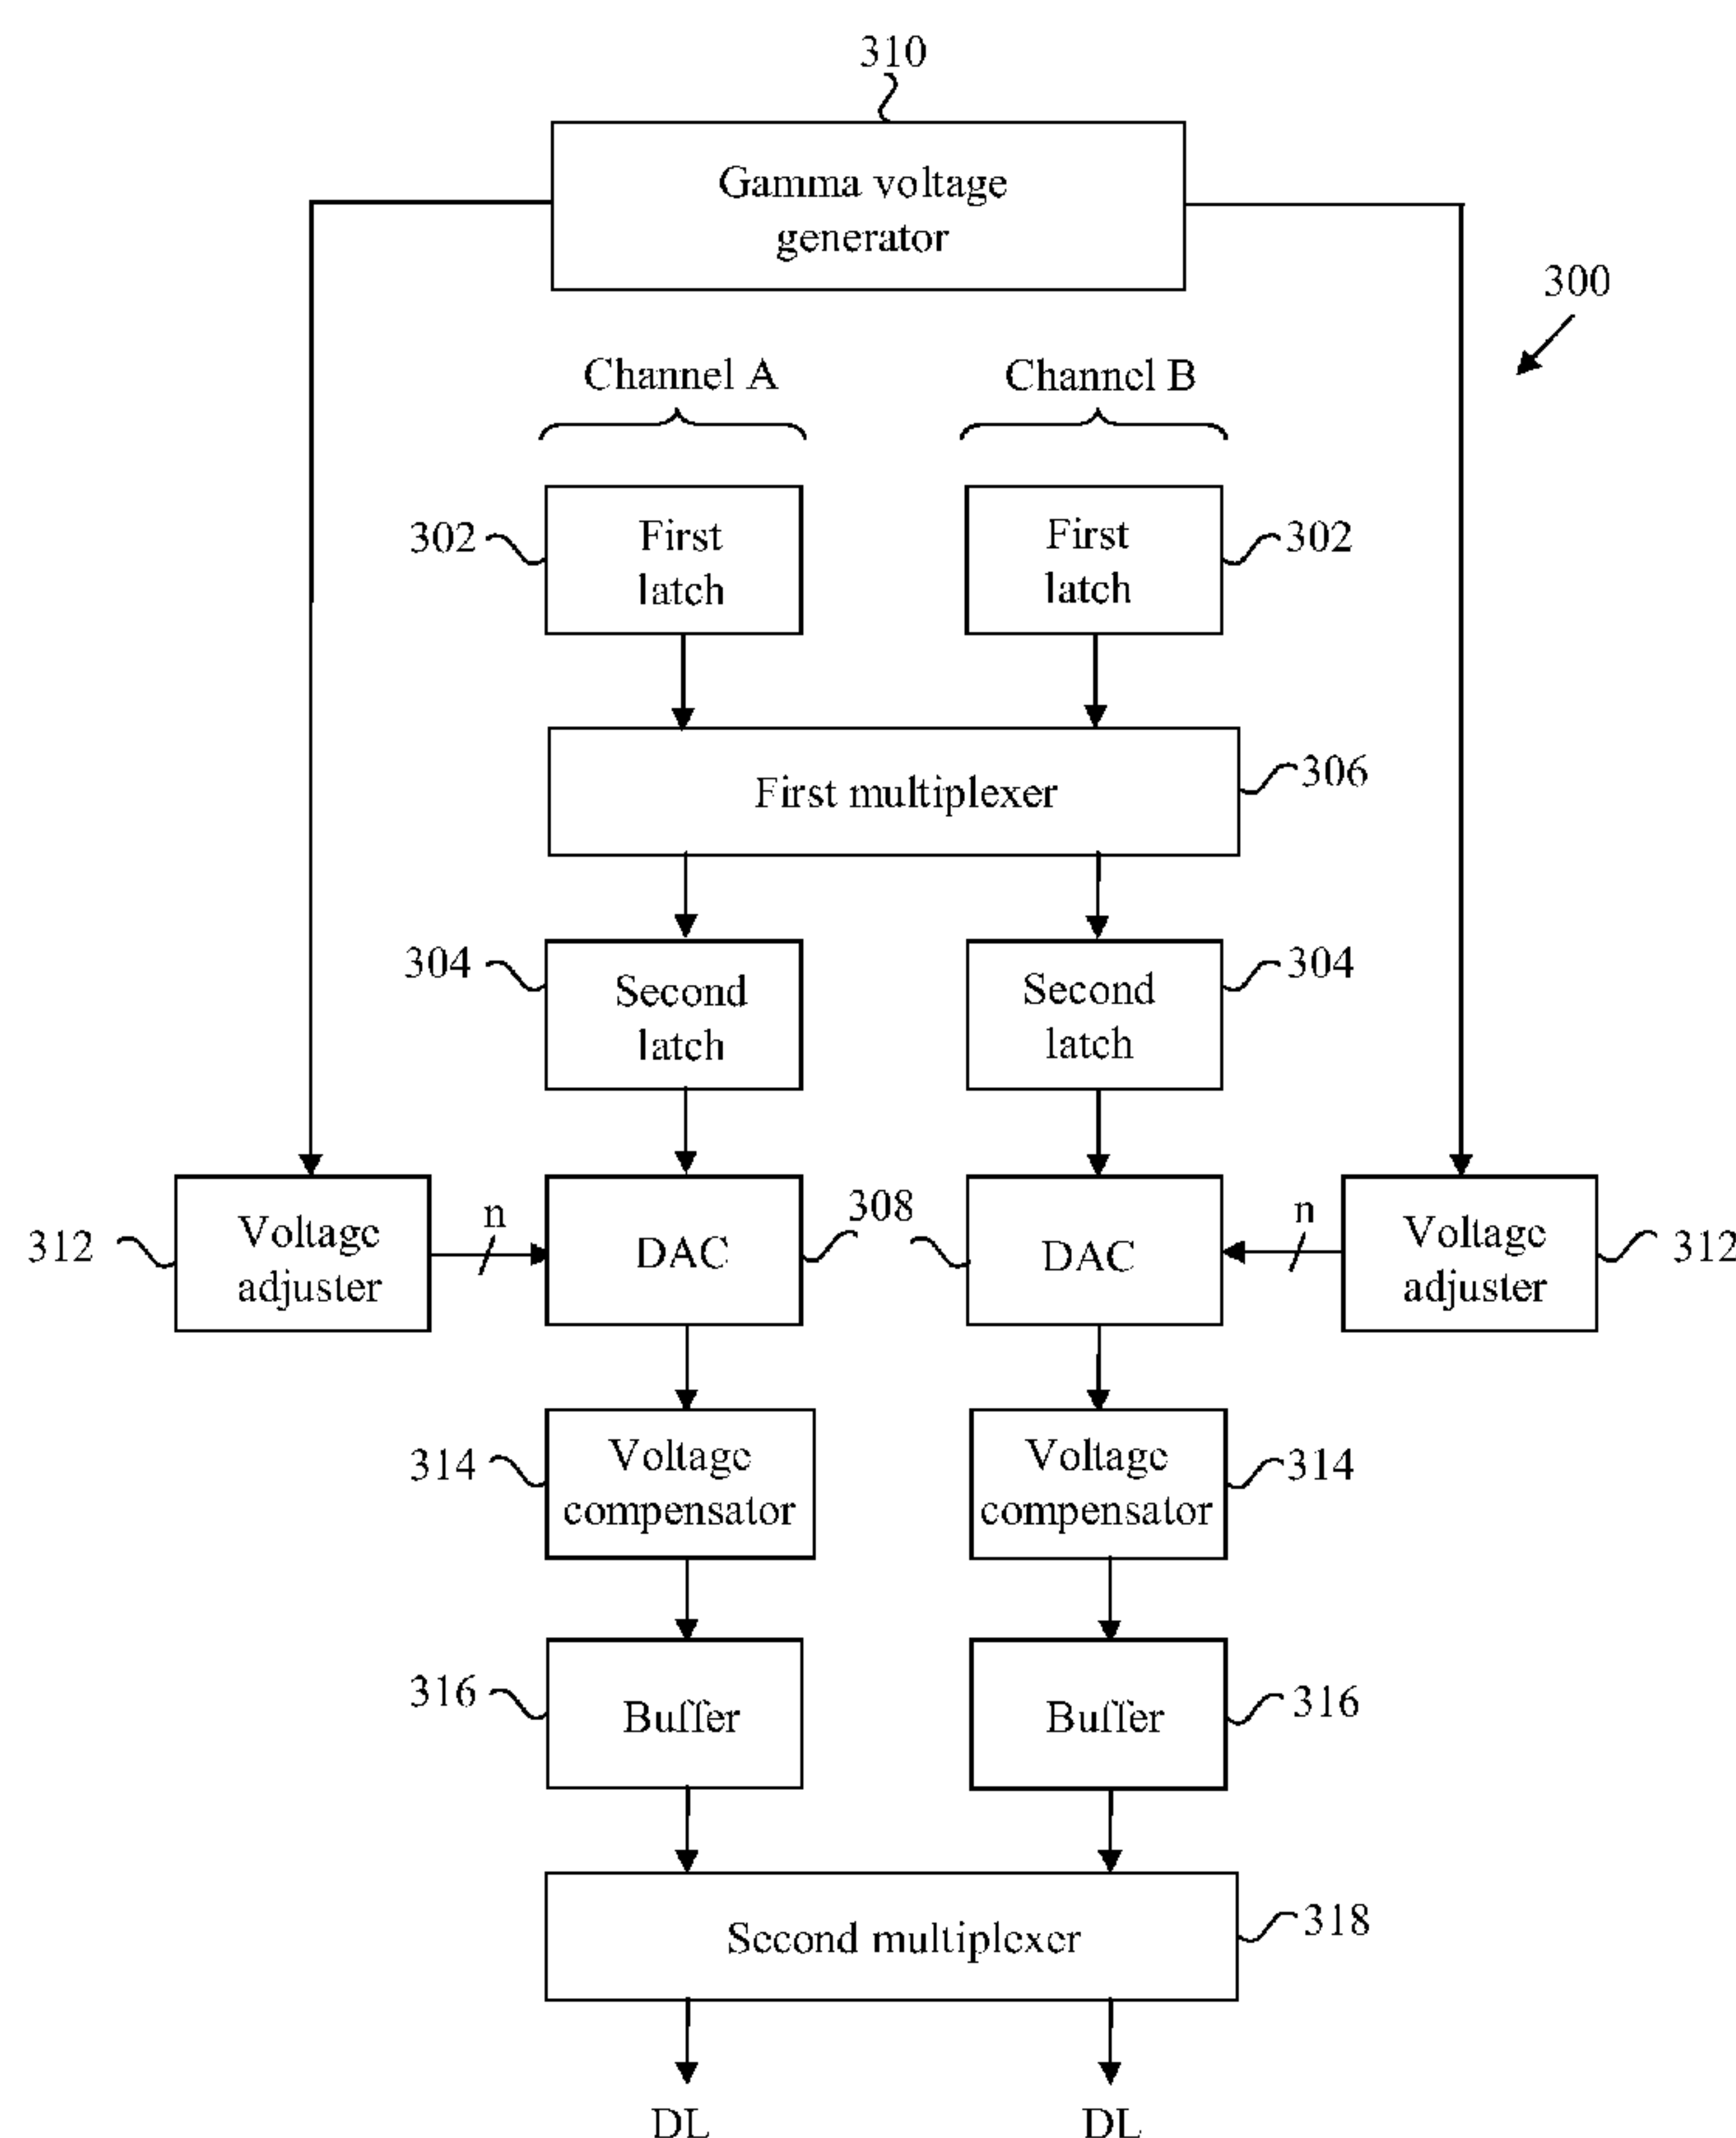 310
Gamma voltage
generator
300
Channel A
Channel B
302
First
latch
First
latch
302
First multiplexer
306
304
Second
latch
Second
latch
304
312
Voltage
adjuster
n
DAC
308
DAC
n
Voltage
adjuster
312
314
Voltage
compensator
Voltage
compensator
314
316
Buffer
Buffer
316
Second multiplexer
318
DL
DL